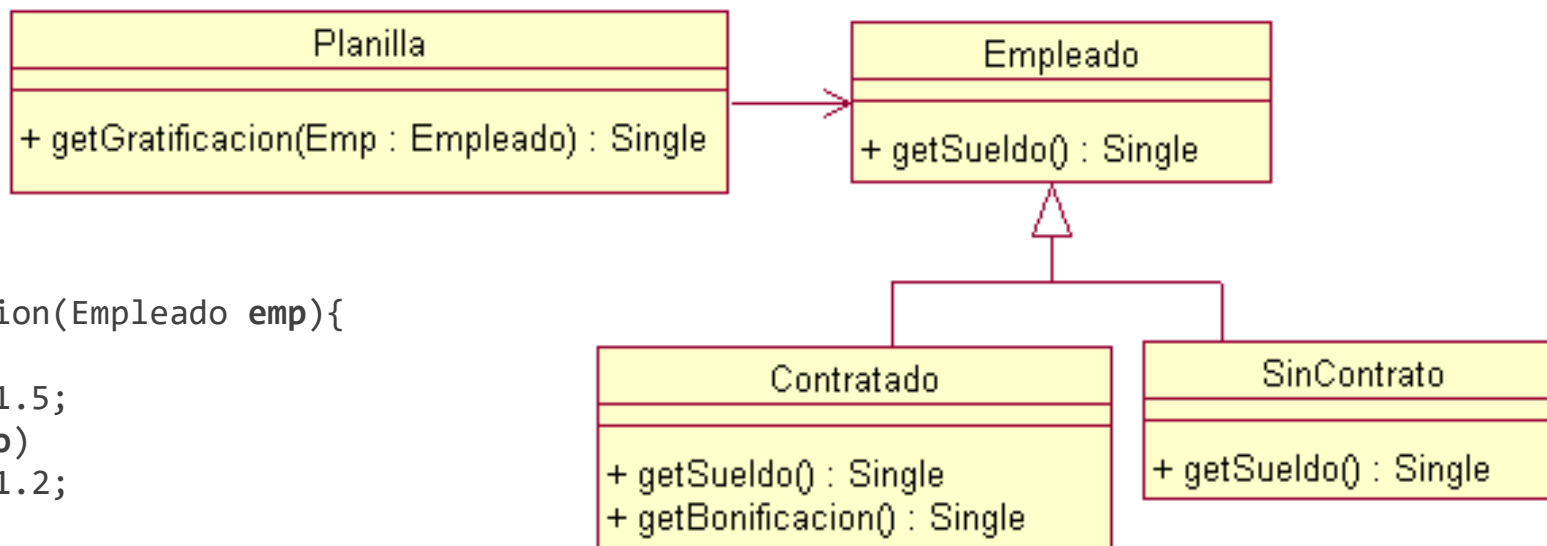 Planilla
+ getGratificacion(Emp : Empleado) : Single
Empleado
+ getSueldo() : Single
ion(Empleado emp){
1.5;
o)
1.2;
Contratado
+ getSueldo() : Single
+ getBonificacion() : Single
SinContrato
+ getSueldo() : Single